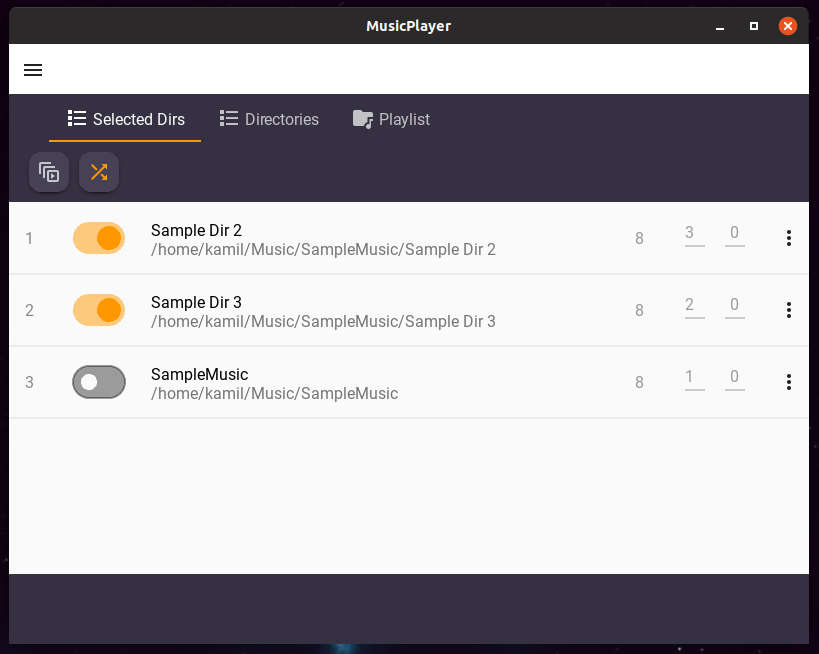 MusicPlayer
Selected Dirs Directories Playlist
1 Sample Dir 2 8 3 0
/home/kamil/Music/SampleMusic/Sample Dir 2
2 Sample Dir 3 8 2 0
/home/kamil/Music/SampleMusic/Sample Dir 3
3 SampleMusic 8 1 0
/home/kamil/Music/SampleMusic